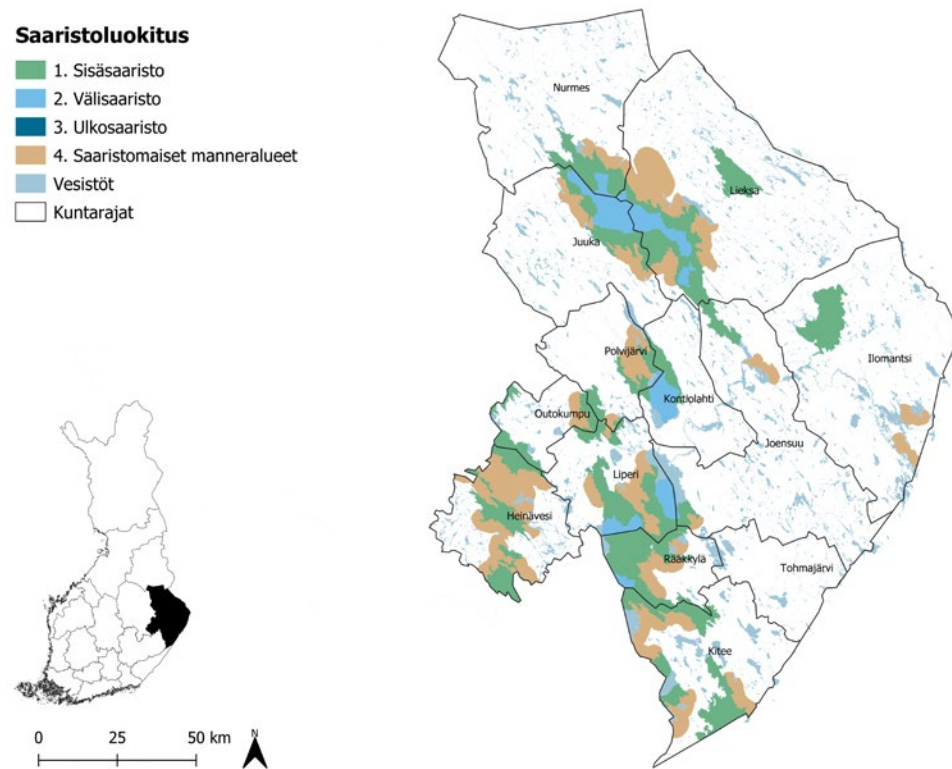 Saaristoluokitus
1. Sisäsaaristo
2. Välisaaristo
3. Ulkosaaristo
4. Saaristomaiset manneralueet
Vesistöt
Kuntarajat
Nurmes
Lieksa
Juuka
Polvijärvi
Ilomantsi
Kontiolahti
Outokumpu
Joensuu
Liperi
Heinävesi
Rääkkylä
Tohmajärvi
Kitee
0 25 50 km
N